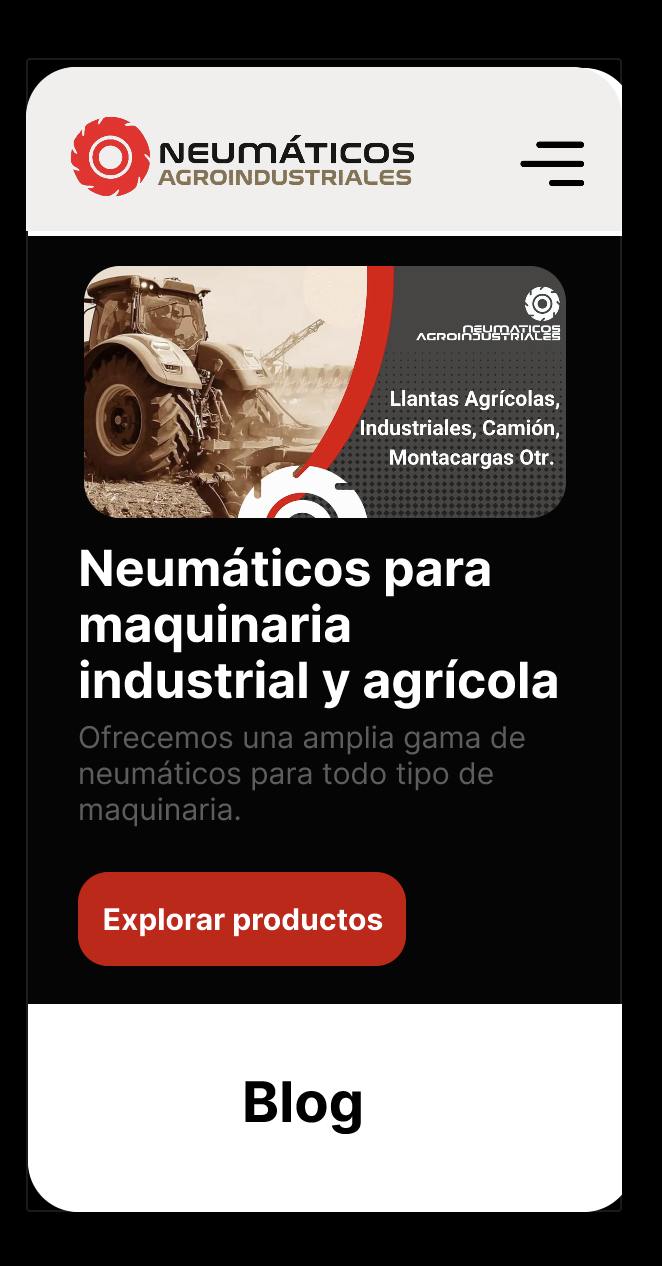 NEUMÁTICOS
AGROINDUSTRIALES
NEUMATICOS
AGROINDUSTRIALES
Llantas Agrícolas,
Industriales, Camión,
Montacargas Otr.
Neumáticos para
maquinaria
industrial y agrícola
Ofrecemos una amplia gama de
neumáticos para todo tipo de
maquinaria.
Explorar productos
Blog